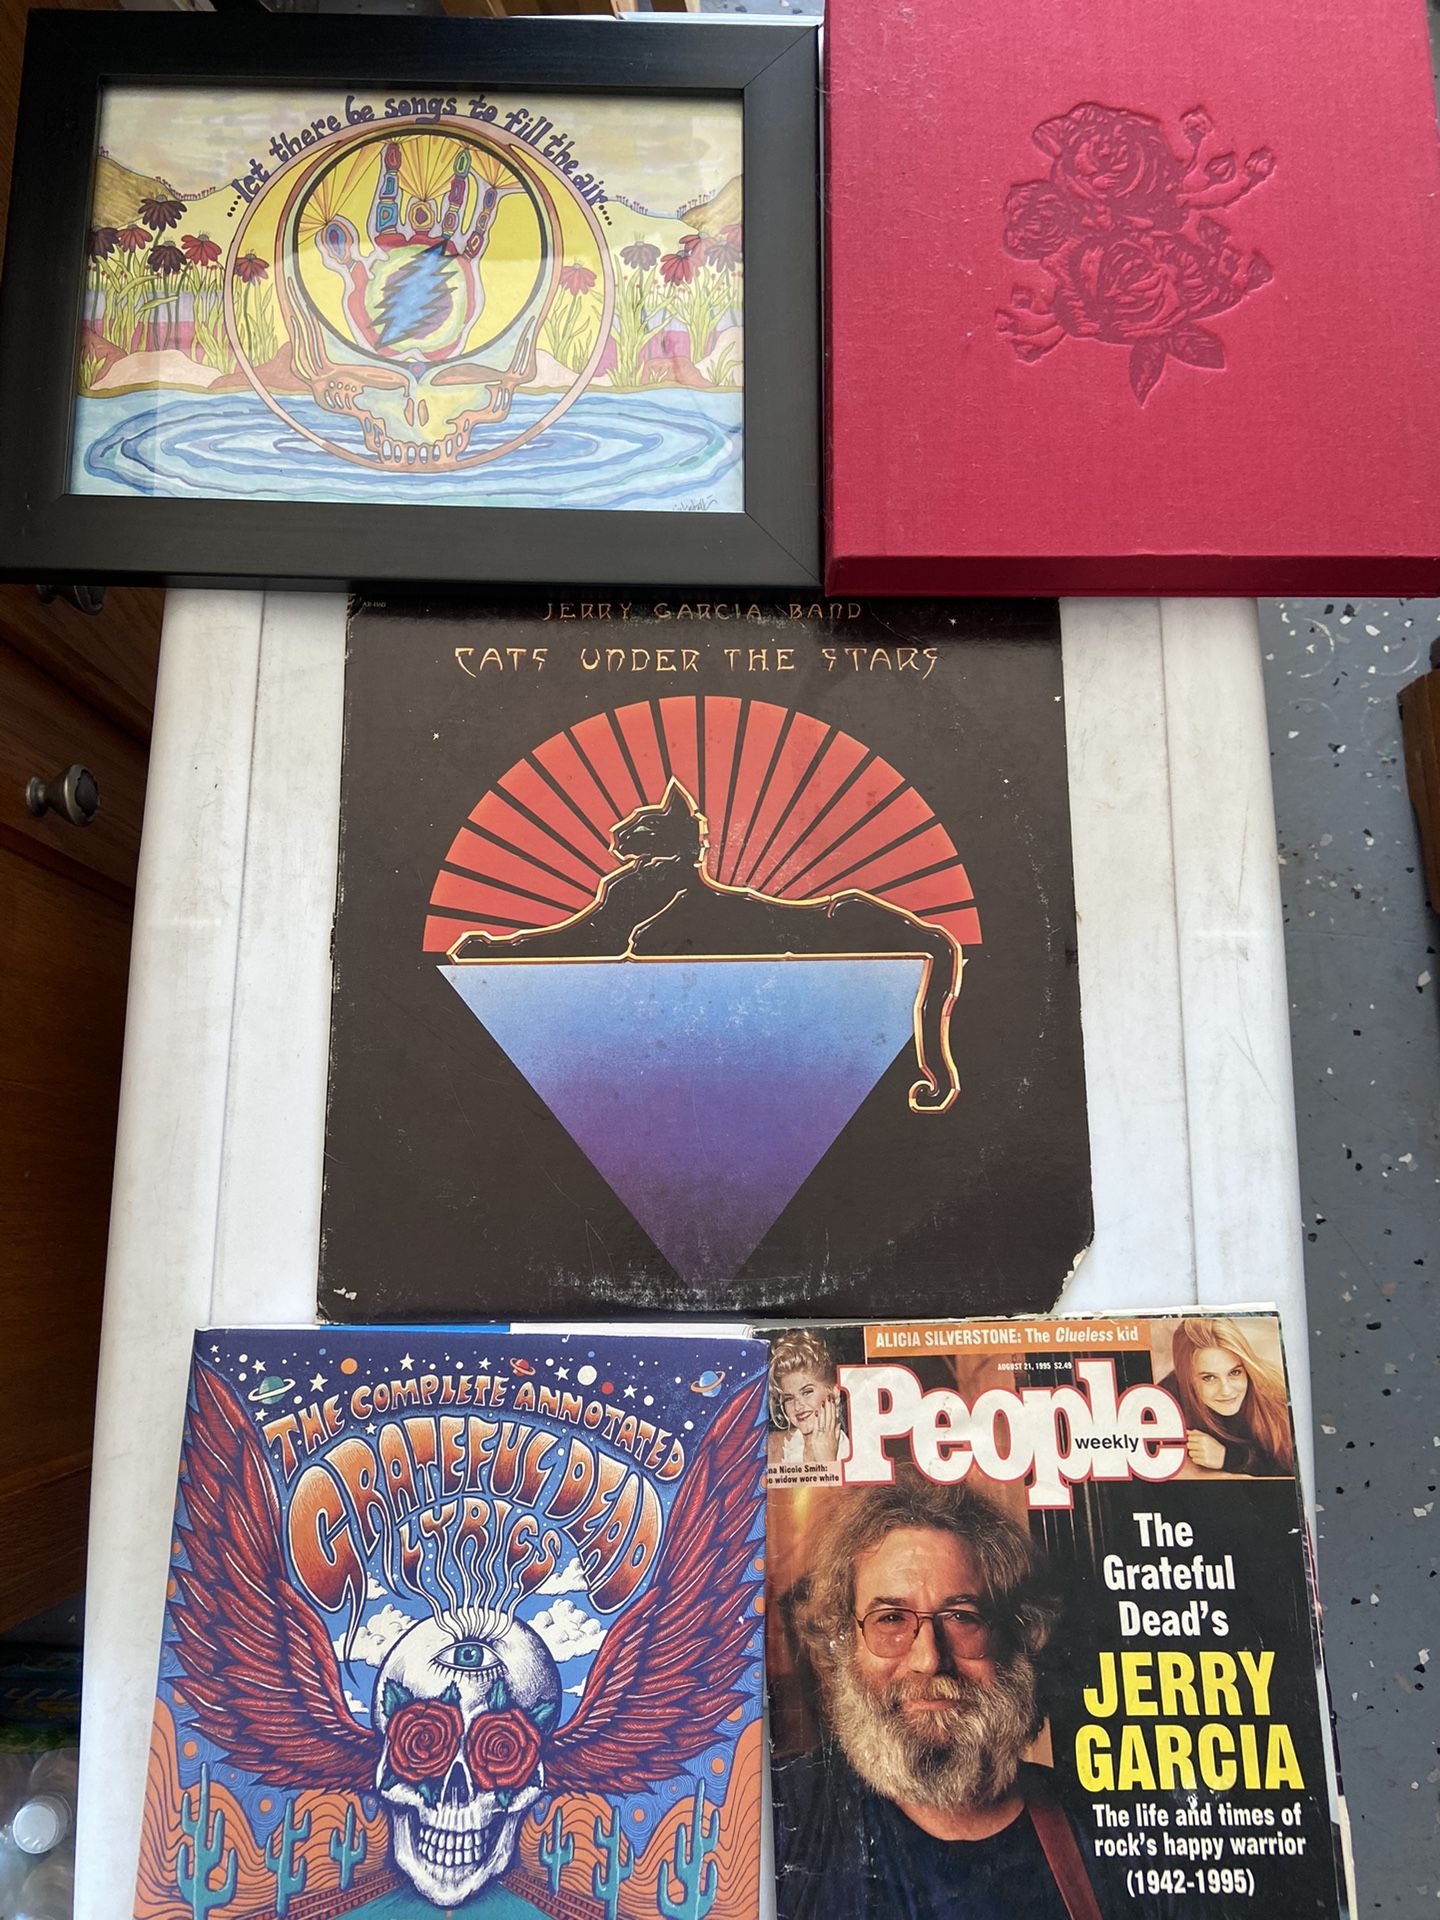 ....let there be songs to fill the air....
JERRY GARCIA BAND
CATS UNDER THE STARS
THE COMPLETE ANNOTATED
GRATEFUL DEAD
LYRICS
ALICIA SILVERSTONE: The Clueless kid
AUGUST 21, 1995 $2.49
People
weekly
Nicole Smith:
widow wore white
The
Grateful
Dead's
JERRY
GARCIA
The life and times of
rock's happy warrior
(1942-1995)